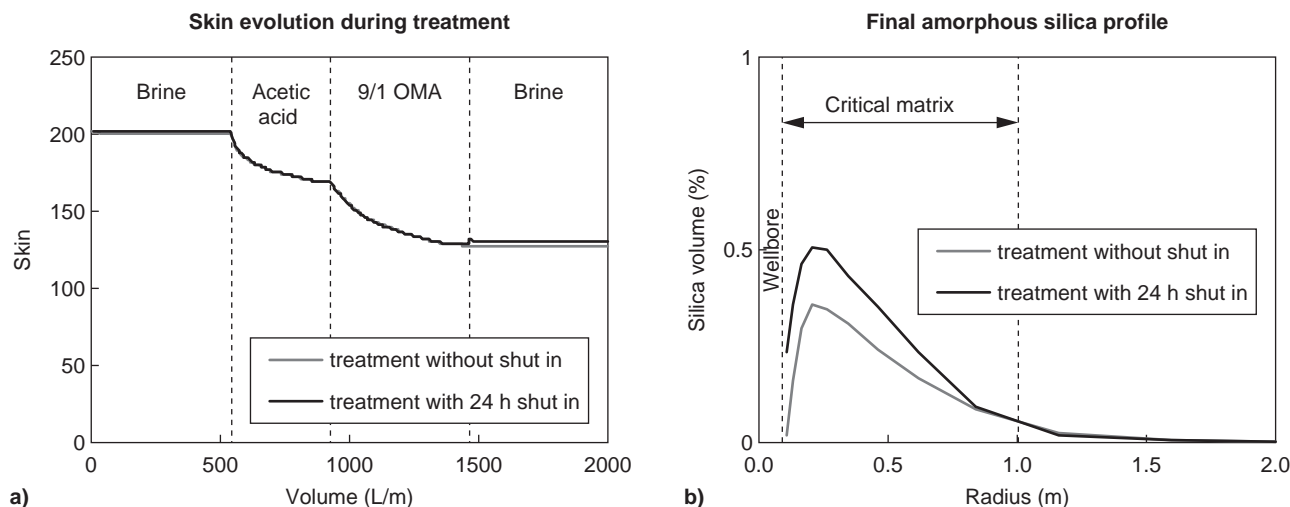 Skin evolution during treatment
250
200
150
100
50
0
Skin
Brine
Acetic
acid
9/1 OMA
Brine
treatment without shut in
treatment with 24 h shut in
0
500
1000
1500
2000
Volume (L/m)
a)
Final amorphous silica profile
1
0.5
0
Silica volume (%)
Wellbore
Critical matrix
treatment without shut in
treatment with 24 h shut in
0.0
0.5
1.0
1.5
2.0
Radius (m)
b)